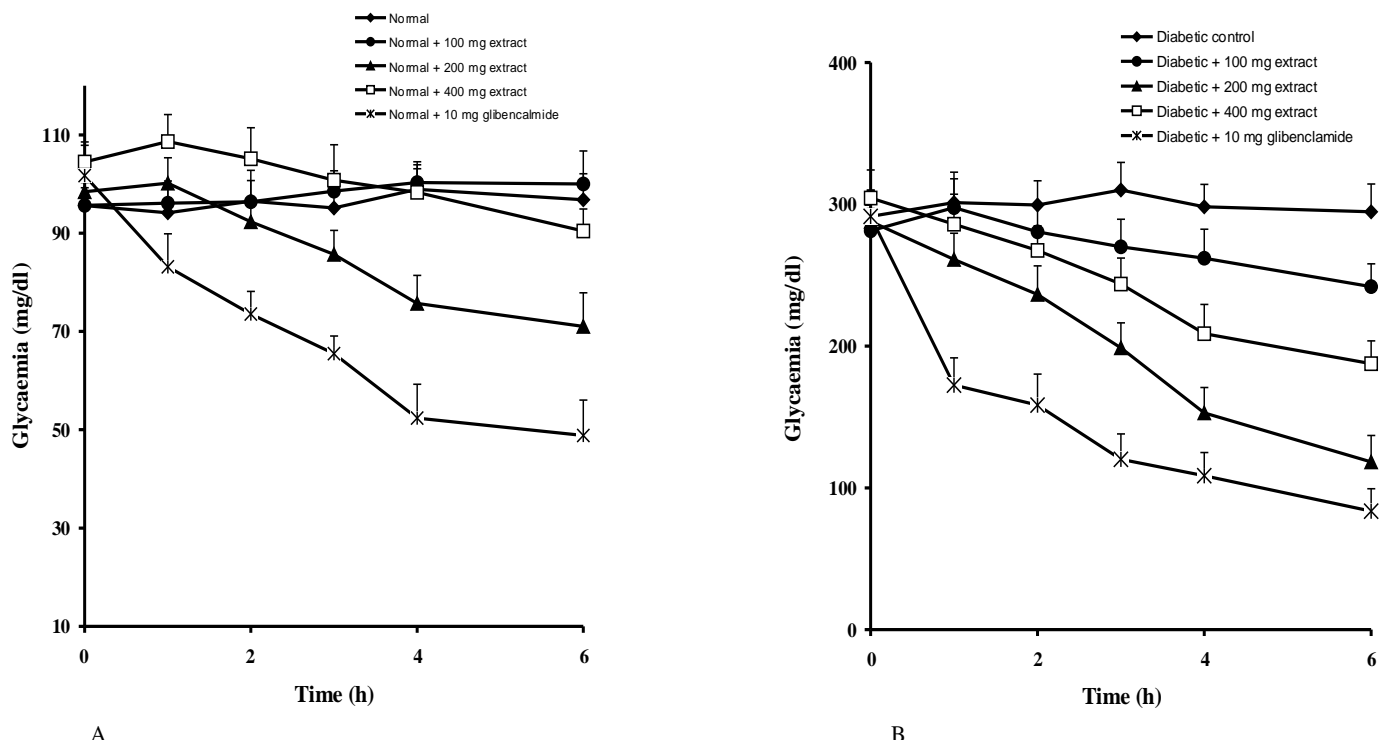 Normal
Normal + 100 mg extract
Normal + 200 mg extract
Normal + 400 mg extract
Normal + 10 mg glibencalmide
110
90
70
50
30
10
Glycaemia (mg/dl)
0 2 4 6
Time (h)
A
Diabetic control
Diabetic + 100 mg extract
Diabetic + 200 mg extract
Diabetic + 400 mg extract
Diabetic + 10 mg glibenclamide
400
300
200
100
0
Glycaemia (mg/dl)
0 2 4 6
Time (h)
B